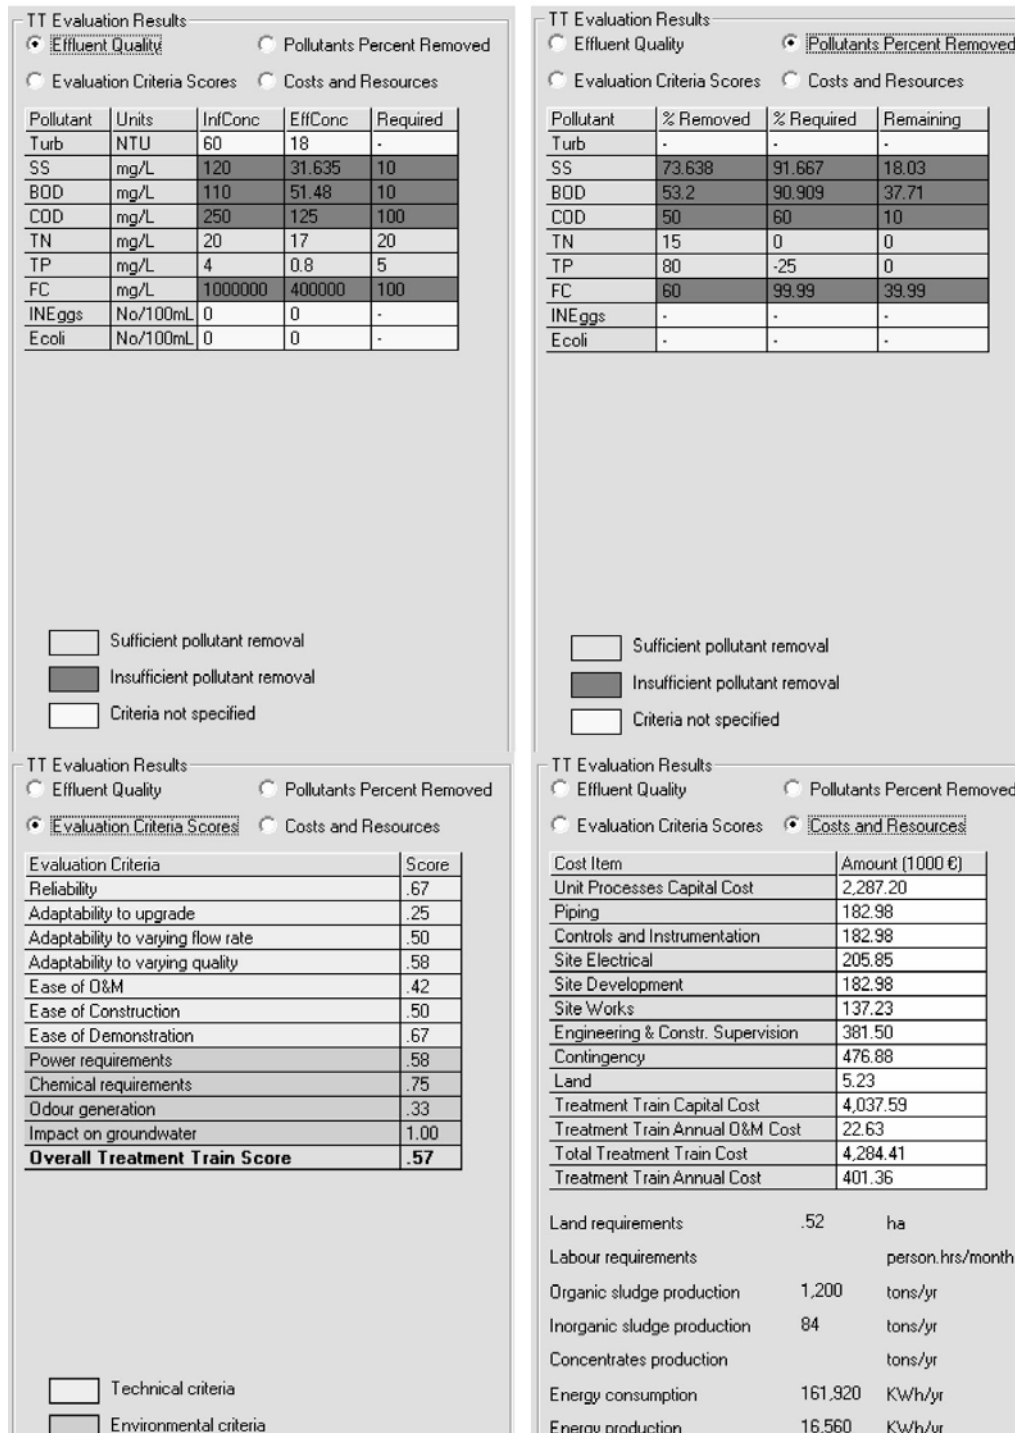 TT Evaluation Results
Effluent Quality Pollutants Percent Removed
Evaluation Criteria Scores Costs and Resources
Pollutant Units InfConc EffConc Required
Turb NTU 60 18 -
SS mg/L 120 31.635 10
BOD mg/L 110 51.48 10
COD mg/L 250 125 100
TN mg/L 20 17 20
TP mg/L 4 0.8 5
FC mg/L 1000000 400000 100
INEggs No/100mL 0 0 -
Ecoli No/100mL 0 0 -
Sufficient pollutant removal
Insufficient pollutant removal
Criteria not specified
TT Evaluation Results
Effluent Quality Pollutants Percent Removed
Evaluation Criteria Scores Costs and Resources
Pollutant % Removed % Required Remaining
Turb - - -
SS 73.638 91.667 18.03
BOD 53.2 90.909 37.71
COD 50 60 10
TN 15 0 0
TP 80 -25 0
FC 60 99.99 39.99
INEggs - - -
Ecoli - - -
Sufficient pollutant removal
Insufficient pollutant removal
Criteria not specified
TT Evaluation Results
Effluent Quality Pollutants Percent Removed
Evaluation Criteria Scores Costs and Resources
Evaluation Criteria Score
Reliability .67
Adaptability to upgrade .25
Adaptability to varying flow rate .50
Adaptability to varying quality .58
Ease of O&M .42
Ease of Construction .50
Ease of Demonstration .67
Power requirements .58
Chemical requirements .75
Odour generation .33
Impact on groundwater 1.00
Overall Treatment Train Score .57
Technical criteria
Environmental criteria
TT Evaluation Results
Effluent Quality Pollutants Percent Removed
Evaluation Criteria Scores Costs and Resources
Cost Item Amount (1000 €)
Unit Processes Capital Cost 2,287.20
Piping 182.98
Controls and Instrumentation 182.98
Site Electrical 205.85
Site Development 182.98
Site Works 137.23
Engineering & Constr. Supervision 381.50
Contingency 476.88
Land 5.23
Treatment Train Capital Cost 4,037.59
Treatment Train Annual O&M Cost 22.63
Total Treatment Train Cost 4,284.41
Treatment Train Annual Cost 401.36
Land requirements .52 ha
Labour requirements person.hrs/month
Organic sludge production 1,200 tons/yr
Inorganic sludge production 84 tons/yr
Concentrates production tons/yr
Energy consumption 161,920 KWh/yr
Energy production 16,560 KWh/yr